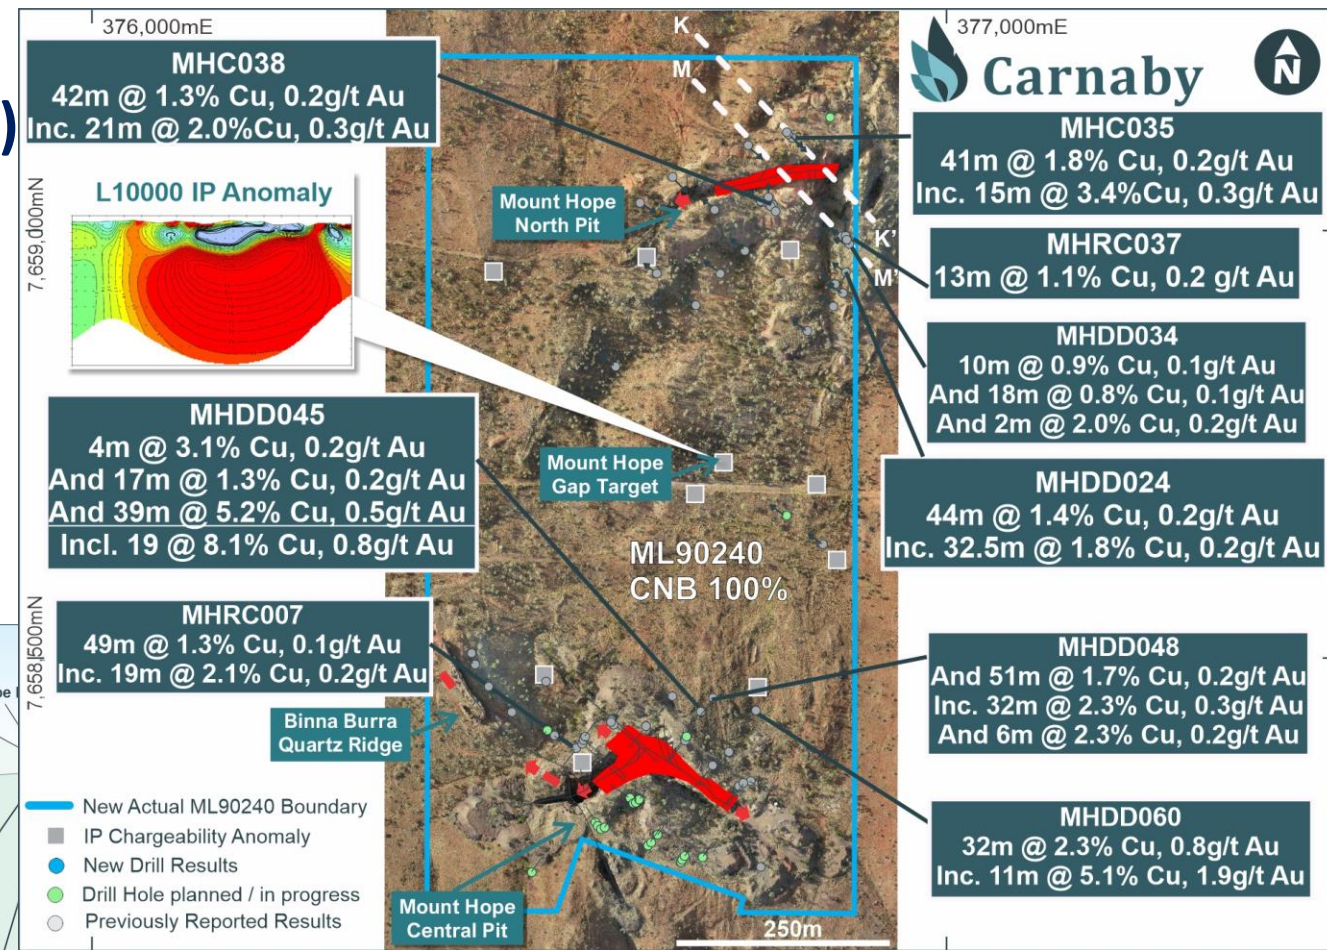 )
376,000mE
377,000mE
Carnaby
N
7,659,000mN
7,658,500mN
MHC038
42m @ 1.3% Cu, 0.2g/t Au
Inc. 21m @ 2.0%Cu, 0.3g/t Au
L10000 IP Anomaly
MHDD045
4m @ 3.1% Cu, 0.2g/t Au
And 17m @ 1.3% Cu, 0.2g/t Au
And 39m @ 5.2% Cu, 0.5g/t Au
Incl. 19 @ 8.1% Cu, 0.8g/t Au
MHRC007
49m @ 1.3% Cu, 0.1g/t Au
Inc. 19m @ 2.1% Cu, 0.2g/t Au
Binna Burra
Quartz Ridge
New Actual ML90240 Boundary
IP Chargeability Anomaly
New Drill Results
Drill Hole planned / in progress
Previously Reported Results
K
M
Mount Hope
North Pit
K'
M'
Mount Hope
Gap Target
ML90240
CNB 100%
Mount Hope
Central Pit
250m
MHC035
41m @ 1.8% Cu, 0.2g/t Au
Inc. 15m @ 3.4%Cu, 0.3g/t Au
MHRC037
13m @ 1.1% Cu, 0.2 g/t Au
MHDD034
10m @ 0.9% Cu, 0.1g/t Au
And 18m @ 0.8% Cu, 0.1g/t Au
And 2m @ 2.0% Cu, 0.2g/t Au
MHDD024
44m @ 1.4% Cu, 0.2g/t Au
Inc. 32.5m @ 1.8% Cu, 0.2g/t Au
MHDD048
And 51m @ 1.7% Cu, 0.2g/t Au
Inc. 32m @ 2.3% Cu, 0.3g/t Au
And 6m @ 2.3% Cu, 0.2g/t Au
MHDD060
32m @ 2.3% Cu, 0.8g/t Au
Inc. 11m @ 5.1% Cu, 1.9g/t Au